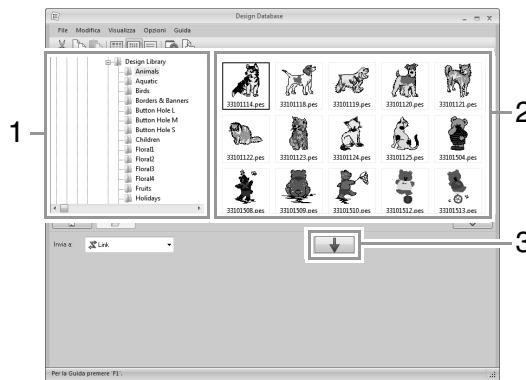 Design Database
File Modifica Visualizza Opzioni Guida
Design Library
Animals
Aquatic
Birds
Borders & Banners
Button Hole L
Button Hole M
Button Hole S
Children
Floral1
Floral2
Floral3
Floral4
Fruits
Holidays
33101114.pes 33101118.pes 33101119.pes 33101120.pes 33101121.pes
33101122.pes 33101123.pes 33101124.pes 33101125.pes 33101504.pes
33101508.pes 33101509.pes 33101510.pes 33101512.pes 33101513.pes
1
2
3
Invia a Link
Per la Guida premere 'F1'.